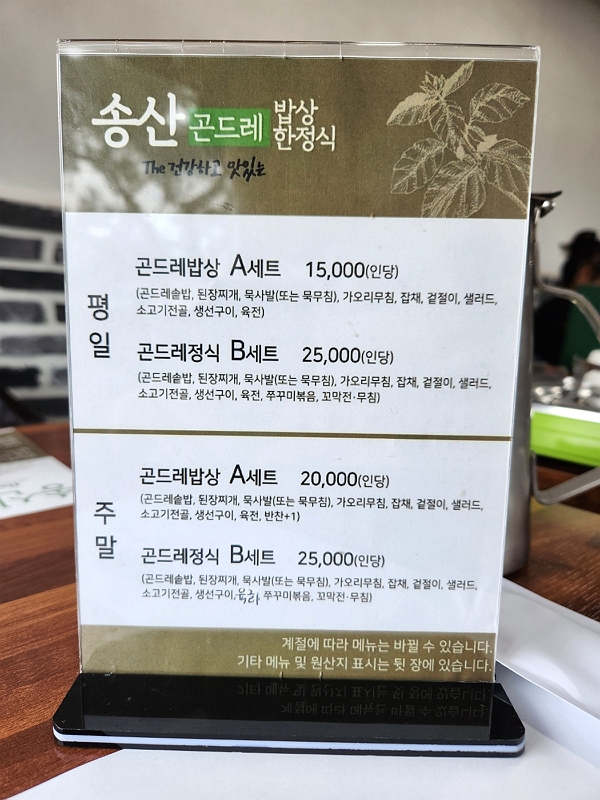 송산 곤드레 밥상 한정식
The 건강하고 맛있는
평일
곤드레밥상 A세트 15,000(인당)
(곤드레솥밥, 된장찌개, 묵사발(또는 묵무침), 가오리무침, 잡채, 겉절이, 샐러드,
소고기전골, 생선구이, 육전)
곤드레정식 B세트 25,000(인당)
(곤드레솥밥, 된장찌개, 묵사발(또는 묵무침), 가오리무침, 잡채, 겉절이, 샐러드,
소고기전골, 생선구이, 육전, 쭈꾸미볶음, 꼬막전·무침)
주말
곤드레밥상 A세트 20,000(인당)
(곤드레솥밥, 된장찌개, 묵사발(또는 묵무침), 가오리무침, 잡채, 겉절이, 샐러드,
소고기전골, 생선구이, 육전, 반찬+1)
곤드레정식 B세트 25,000(인당)
(곤드레솥밥, 된장찌개, 묵사발(또는 묵무침), 가오리무침, 잡채, 겉절이, 샐러드,
소고기전골, 생선구이, 쭈꾸미볶음, 꼬막전·무침)
계절에 따라 메뉴는 바뀔 수 있습니다.
기타 메뉴 및 원산지 표시는 뒷 장에 있습니다.